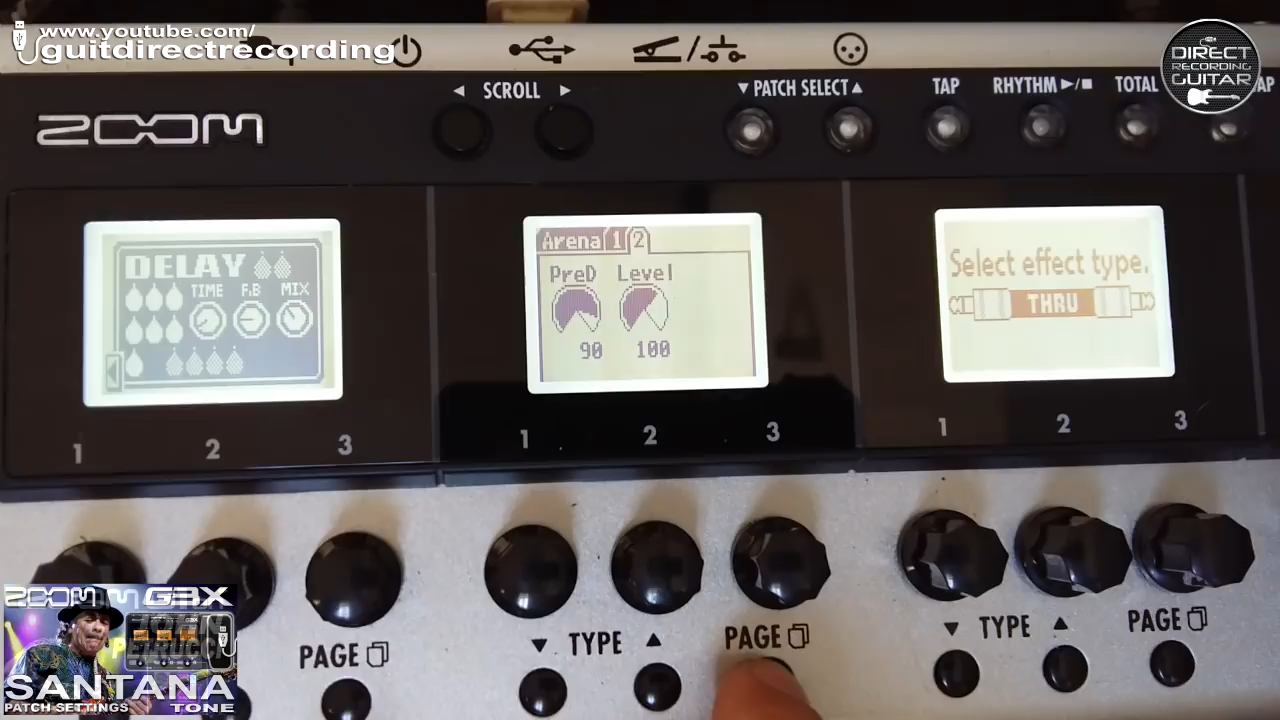 www.youtube.com/
guitdirectrecording
DIRECT
RECORDING
GUITAR
◄ SCROLL ►
▼ PATCH SELECT ▲
TAP
RHYTHM ►/■
TOTAL
ZOOM
DELAY
TIME F.B MIX
Arena 1 2
PreD Level
90 100
Select effect type.
THRU
1 2 3
1 2 3
1 2 3
PAGE
▼ TYPE ▲
PAGE
▼ TYPE ▲
PAGE
ZOOM G3X
SANTANA
PATCH SETTINGS TONE